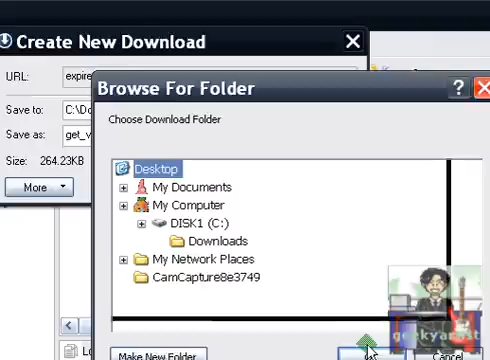 Create New Download
URL: expire
Save to: C:\Do
Save as: get_v
Size: 264.23KB
More
Browse For Folder
?
Choose Download Folder
Desktop
My Documents
My Computer
DISK1 (C:)
Downloads
My Network Places
CamCapture8e3749
Make New Folder
Cancel